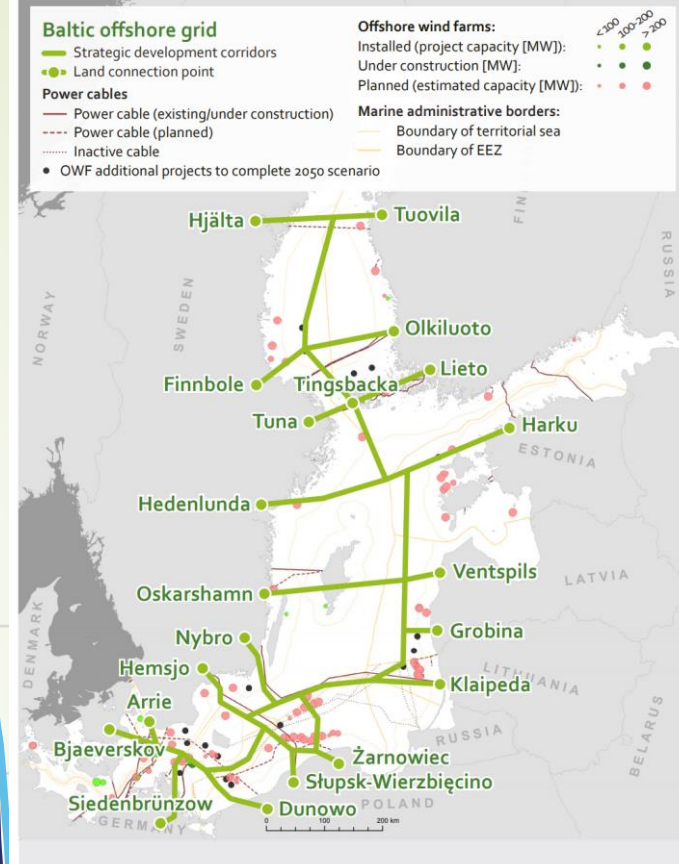 Baltic offshore grid
Strategic development corridors
Land connection point
Power cables
Power cable (existing/under construction)
Power cable (planned)
Inactive cable
OWF additional projects to complete 2050 scenario
Offshore wind farms:
<100 100-200 >200
Installed (project capacity [MW]):
Under construction [MW]:
Planned (estimated capacity [MW]):
Marine administrative borders:
Boundary of territorial sea
Boundary of EEZ
Hjälta
Tuovila
FIN
RUSSIA
NORWAY
SWEDEN
Olkiluoto
Finnbole
Tingsbacka
Lieto
Tuna
Harku
ESTONIA
Hedenlunda
Oskarshamn
Ventspils
LATVIA
Nybro
Grobina
DENMARK
Hemsjo
LITHUANIA
Klaipeda
Arrie
Bjaeverskov
RUSSIA
BELARUS
Żarnowiec
Słupsk-Wierzbięcino
Siedenbrünzow
Dunowo
POLAND
GERMANY
0 100 200 km